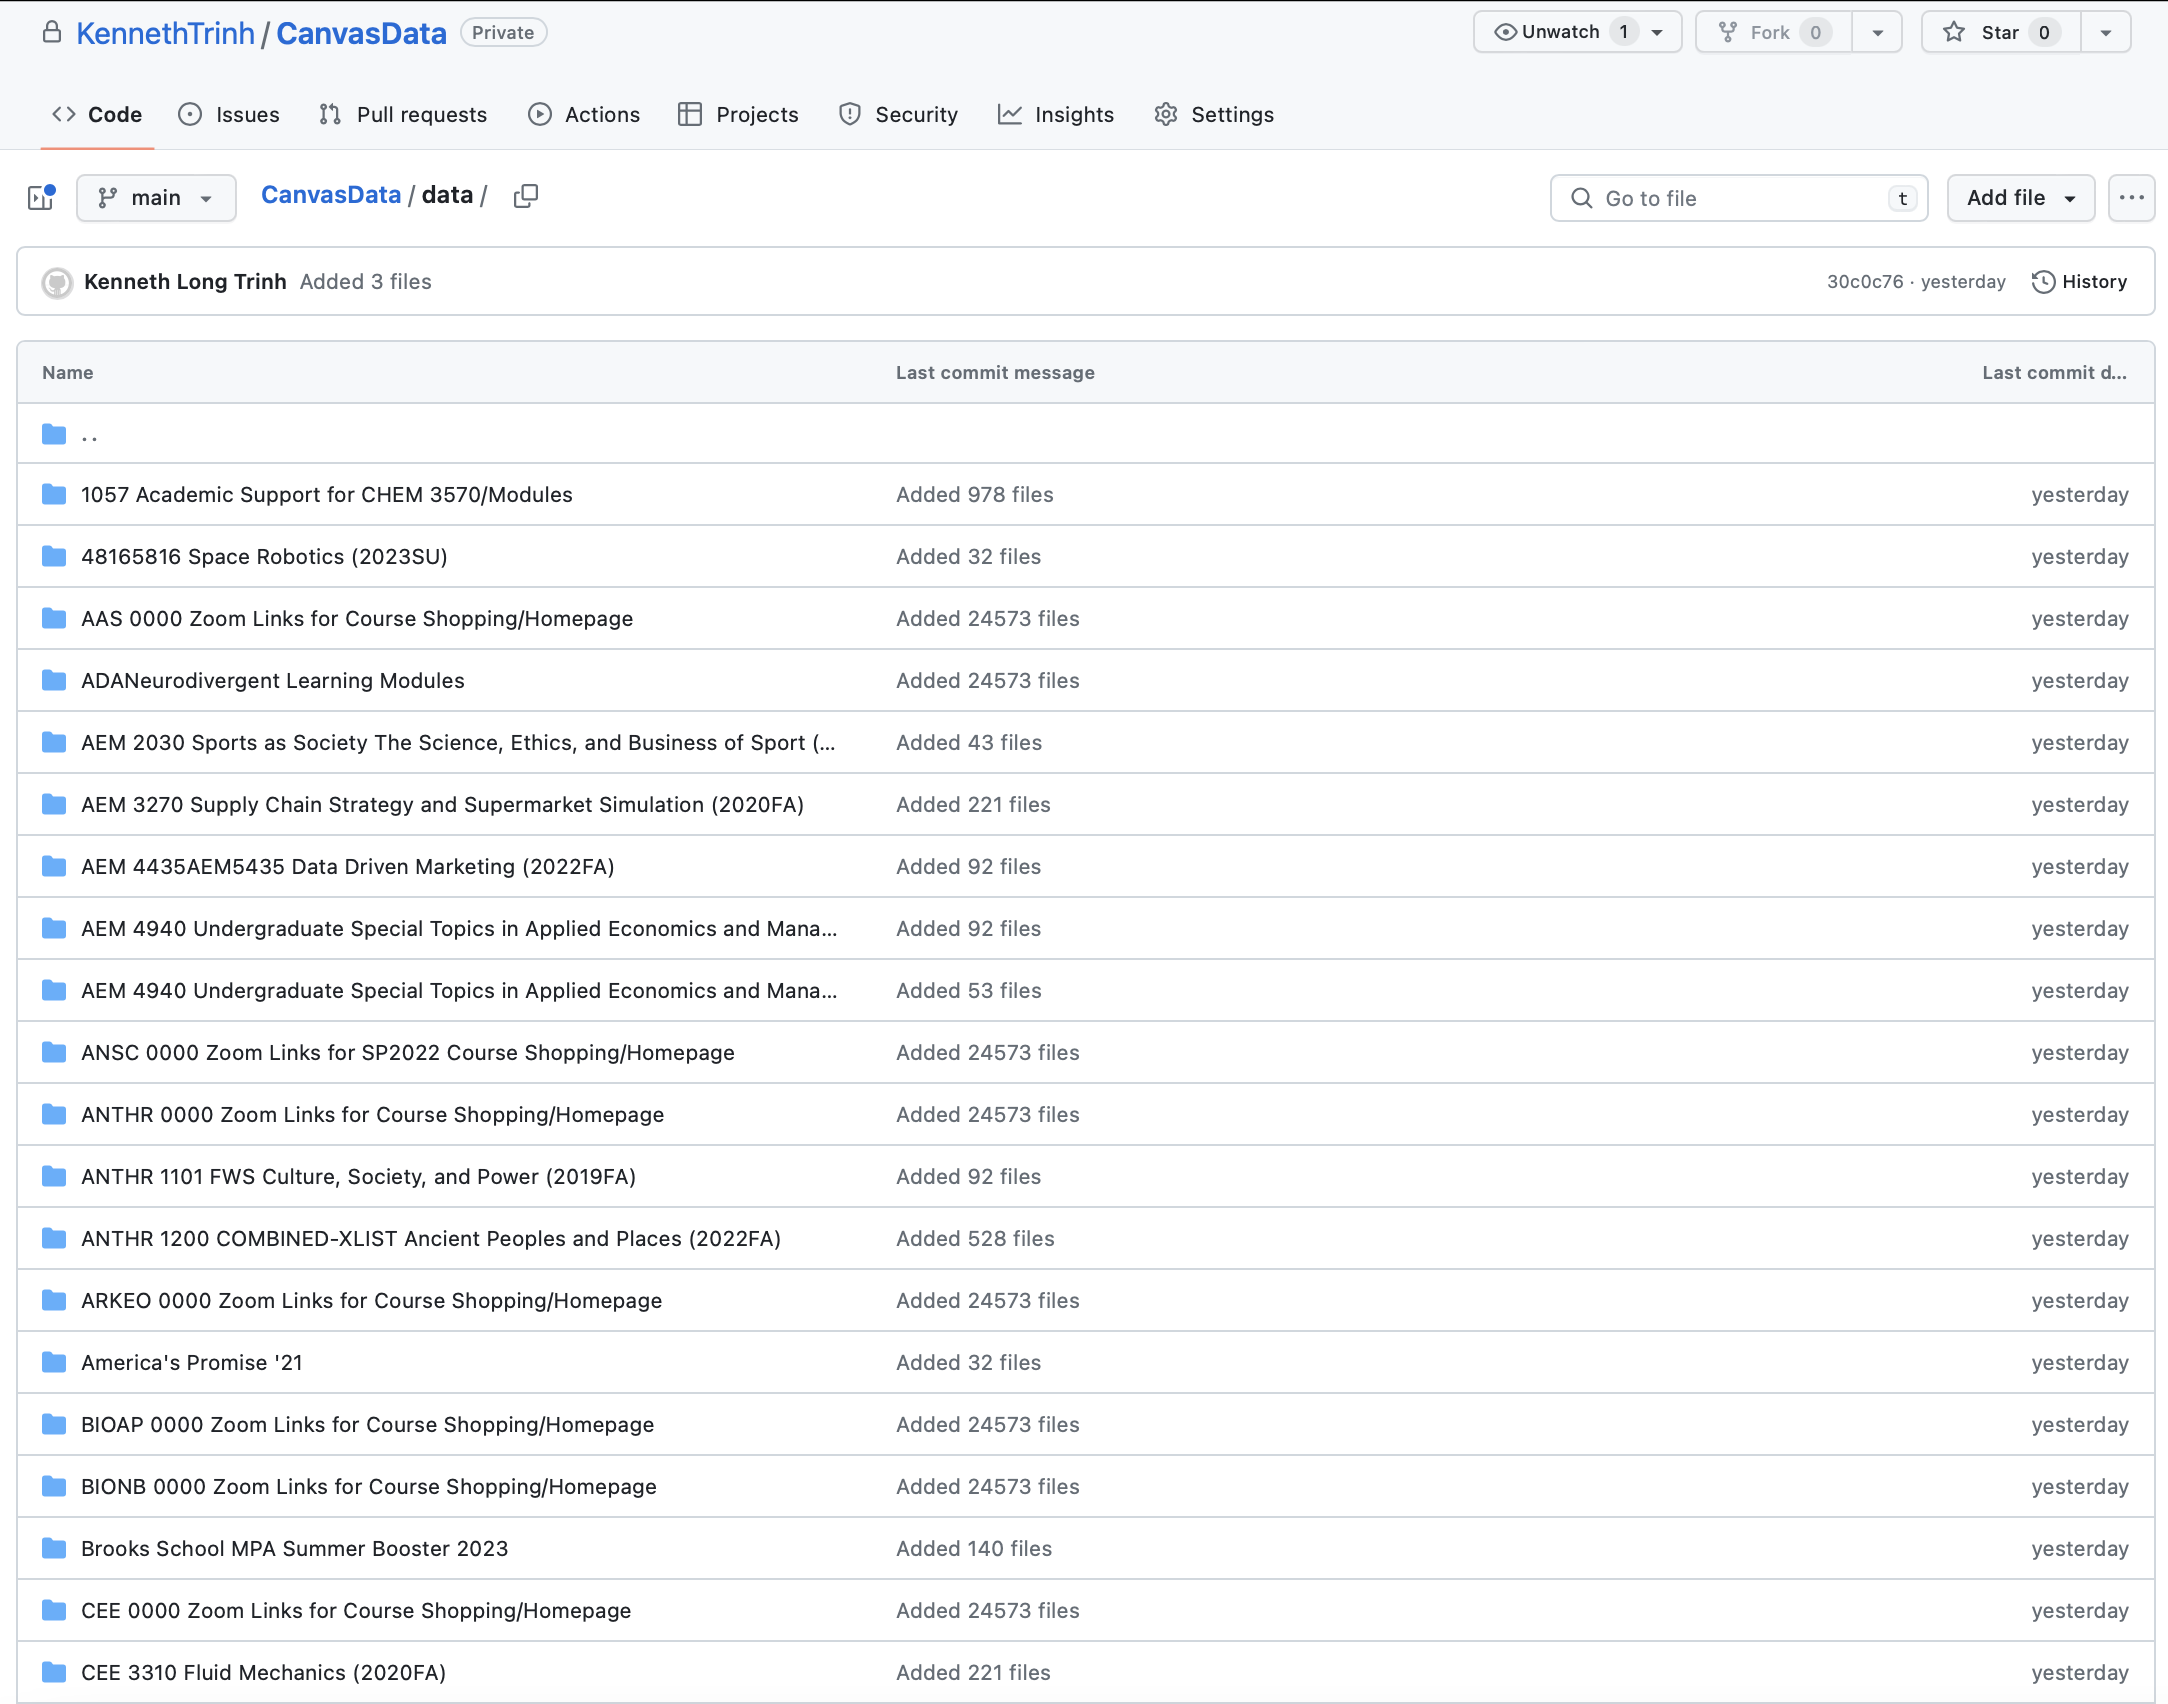 KennethTrinh / CanvasData Private Unwatch 1 Fork 0 Star 0
Code Issues Pull requests Actions Projects Security Insights Settings
main CanvasData / data / Go to file t Add file ...
Kenneth Long Trinh Added 3 files 30c0c76 · yesterday History
Name Last commit message Last commit d...
..
1057 Academic Support for CHEM 3570/Modules Added 978 files yesterday
48165816 Space Robotics (2023SU) Added 32 files yesterday
AAS 0000 Zoom Links for Course Shopping/Homepage Added 24573 files yesterday
ADANeurodivergent Learning Modules Added 24573 files yesterday
AEM 2030 Sports as Society The Science, Ethics, and Business of Sport (... Added 43 files yesterday
AEM 3270 Supply Chain Strategy and Supermarket Simulation (2020FA) Added 221 files yesterday
AEM 4435AEM5435 Data Driven Marketing (2022FA) Added 92 files yesterday
AEM 4940 Undergraduate Special Topics in Applied Economics and Mana... Added 92 files yesterday
AEM 4940 Undergraduate Special Topics in Applied Economics and Mana... Added 53 files yesterday
ANSC 0000 Zoom Links for SP2022 Course Shopping/Homepage Added 24573 files yesterday
ANTHR 0000 Zoom Links for Course Shopping/Homepage Added 24573 files yesterday
ANTHR 1101 FWS Culture, Society, and Power (2019FA) Added 92 files yesterday
ANTHR 1200 COMBINED-XLIST Ancient Peoples and Places (2022FA) Added 528 files yesterday
ARKEO 0000 Zoom Links for Course Shopping/Homepage Added 24573 files yesterday
America's Promise '21 Added 32 files yesterday
BIOAP 0000 Zoom Links for Course Shopping/Homepage Added 24573 files yesterday
BIONB 0000 Zoom Links for Course Shopping/Homepage Added 24573 files yesterday
Brooks School MPA Summer Booster 2023 Added 140 files yesterday
CEE 0000 Zoom Links for Course Shopping/Homepage Added 24573 files yesterday
CEE 3310 Fluid Mechanics (2020FA) Added 221 files yesterday